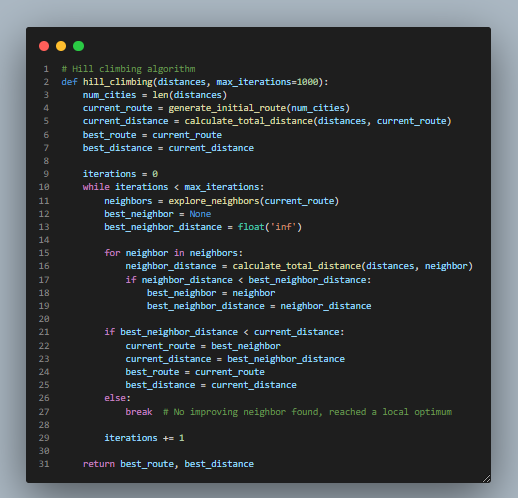 1 # Hill climbing algorithm
2 def hill_climbing(distances, max_iterations=1000):
3     num_cities = len(distances)
4     current_route = generate_initial_route(num_cities)
5     current_distance = calculate_total_distance(distances, current_route)
6     best_route = current_route
7     best_distance = current_distance
8
9     iterations = 0
10     while iterations < max_iterations:
11         neighbors = explore_neighbors(current_route)
12         best_neighbor = None
13         best_neighbor_distance = float('inf')
14
15         for neighbor in neighbors:
16             neighbor_distance = calculate_total_distance(distances, neighbor)
17             if neighbor_distance < best_neighbor_distance:
18                 best_neighbor = neighbor
19                 best_neighbor_distance = neighbor_distance
20
21         if best_neighbor_distance < current_distance:
22             current_route = best_neighbor
23             current_distance = best_neighbor_distance
24             best_route = current_route
25             best_distance = current_distance
26         else:
27             break  # No improving neighbor found, reached a local optimum
28
29         iterations += 1
30
31     return best_route, best_distance